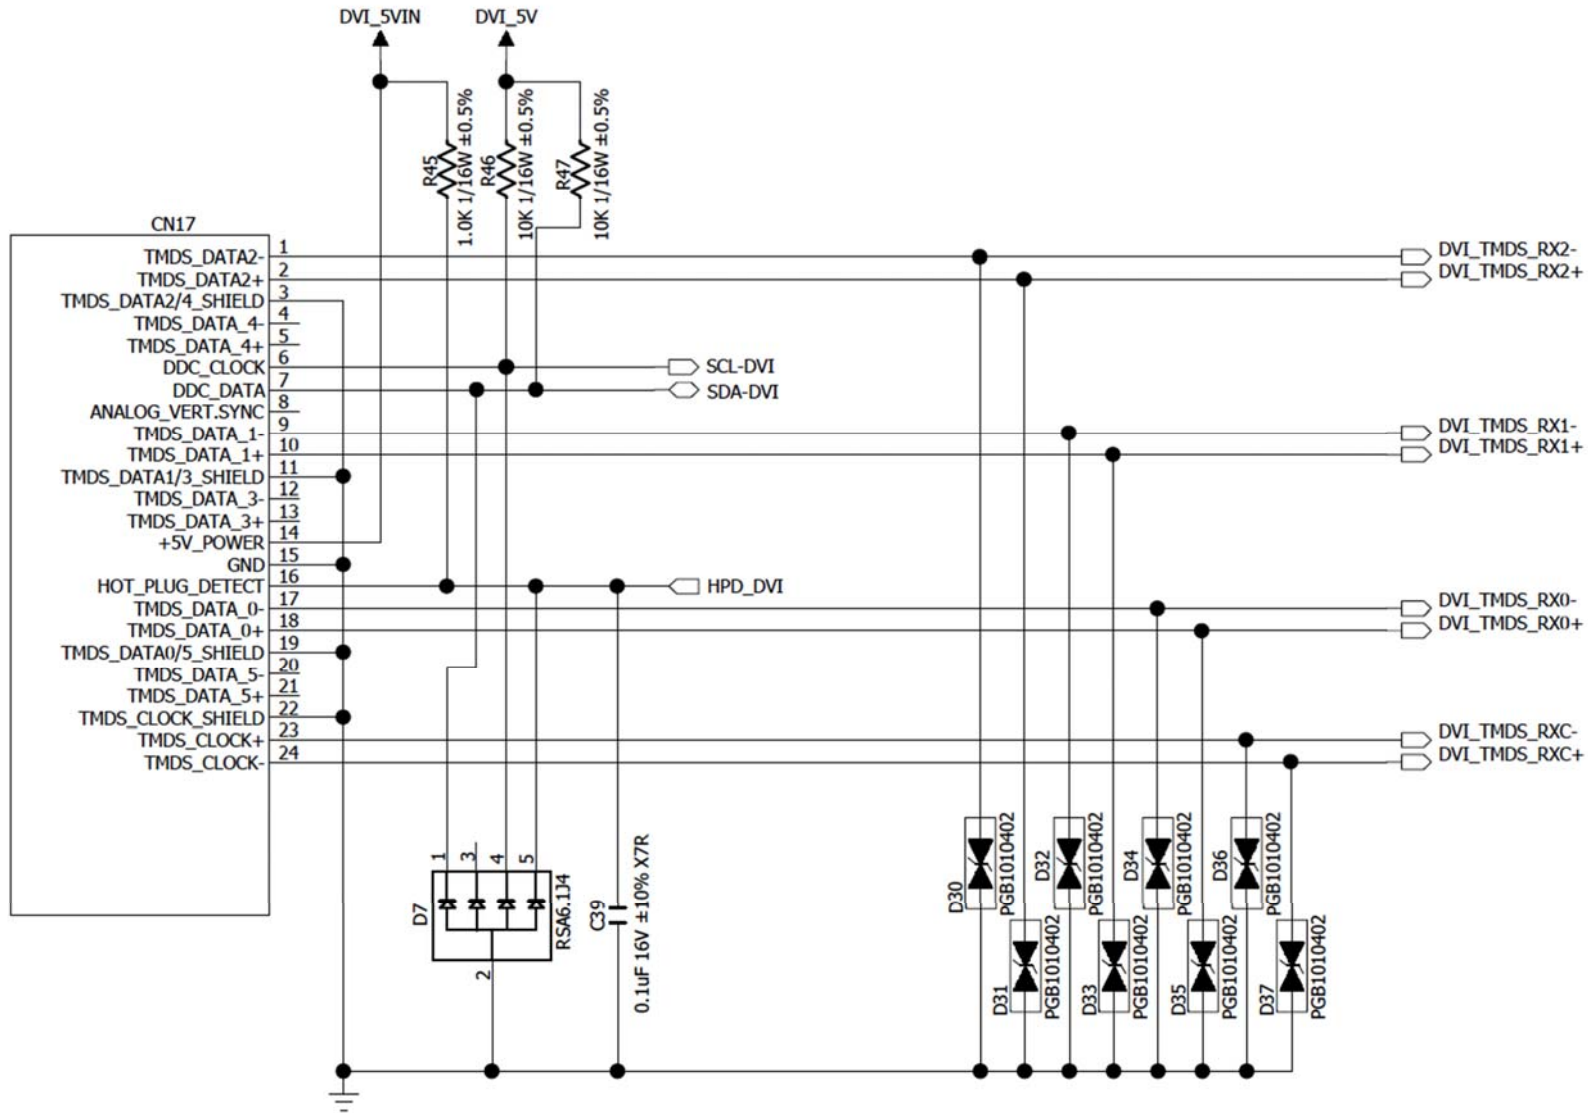 DVI_5VIN
DVI_5V
R45
1.0K 1/16W ±0.5%
R46
10K 1/16W ±0.5%
R47
10K 1/16W ±0.5%
CN17
TMDS_DATA2- 1
TMDS_DATA2+ 2
TMDS_DATA2/4_SHIELD 3
TMDS_DATA_4- 4
TMDS_DATA_4+ 5
DDC_CLOCK 6
DDC_DATA 7
ANALOG_VERT.SYNC 8
TMDS_DATA_1- 9
TMDS_DATA_1+ 10
TMDS_DATA1/3_SHIELD 11
TMDS_DATA_3- 12
TMDS_DATA_3+ 13
+5V_POWER 14
GND 15
HOT_PLUG_DETECT 16
TMDS_DATA_0- 17
TMDS_DATA_0+ 18
TMDS_DATA0/5_SHIELD 19
TMDS_DATA_5- 20
TMDS_DATA_5+ 21
TMDS_CLOCK_SHIELD 22
TMDS_CLOCK+ 23
TMDS_CLOCK- 24
SCL-DVI
SDA-DVI
HPD_DVI
DVI_TMDS_RX2-
DVI_TMDS_RX2+
DVI_TMDS_RX1-
DVI_TMDS_RX1+
DVI_TMDS_RX0-
DVI_TMDS_RX0+
DVI_TMDS_RXC-
DVI_TMDS_RXC+
D7
1
3
4
5
2
RSA6.1J4
C39
0.1uF 16V ±10% X7R
D30
PGB1010402
D31
PGB1010402
D32
PGB1010402
D33
PGB1010402
D34
PGB1010402
D35
PGB1010402
D36
PGB1010402
D37
PGB1010402